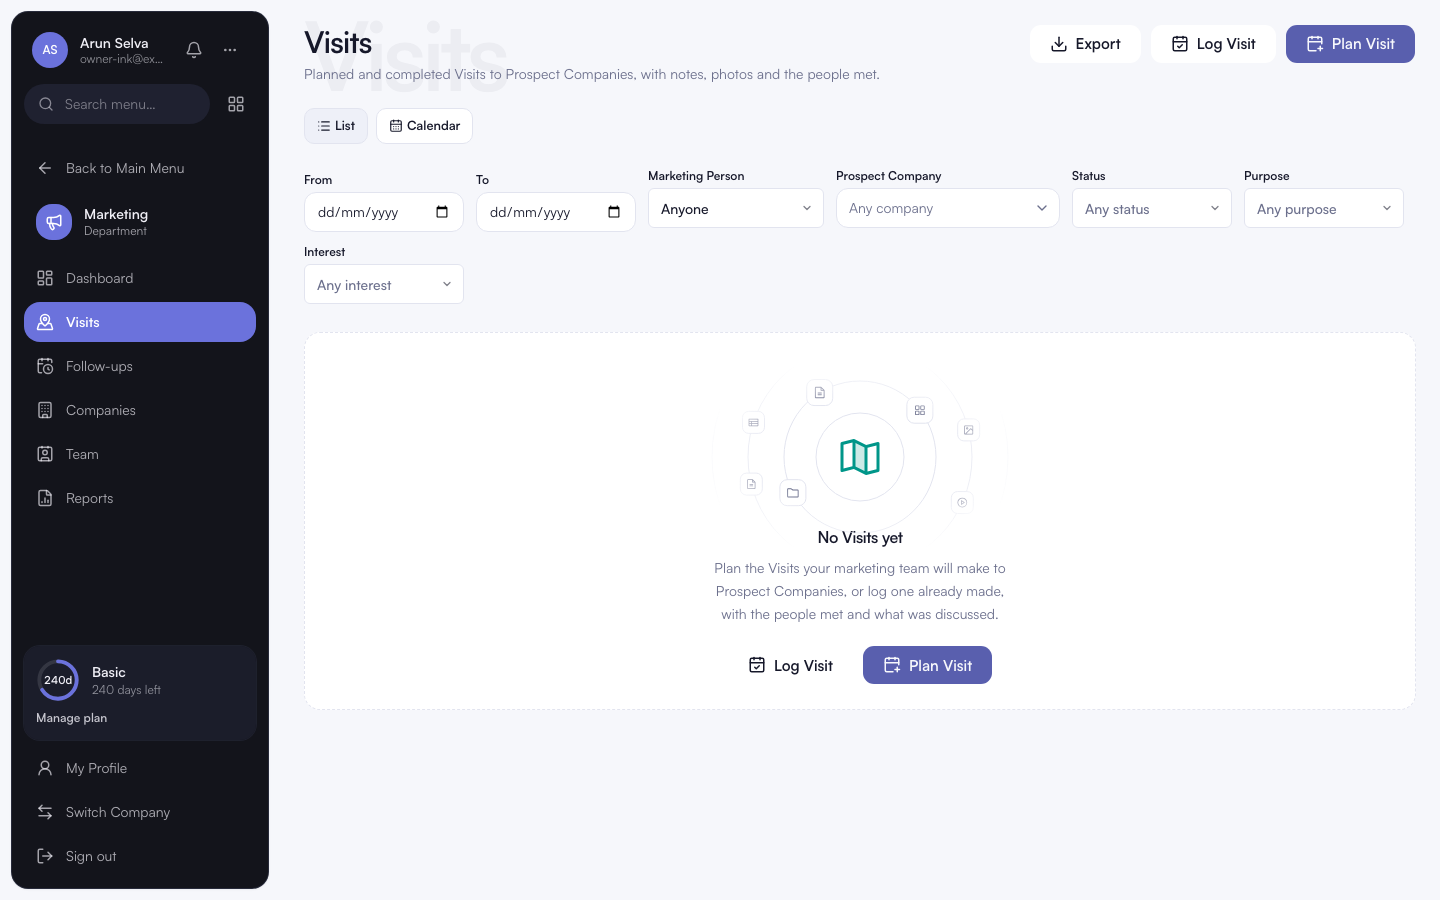 AS
Arun Selva
owner-ink@ex...
Search menu...
Back to Main Menu
Marketing
Department
Dashboard
Visits
Follow-ups
Companies
Team
Reports
240d
Basic
240 days left
Manage plan
My Profile
Switch Company
Sign out
Visits
Visits
Planned and completed Visits to Prospect Companies, with notes, photos and the people met.
Export
Log Visit
Plan Visit
List
Calendar
From
To
Marketing Person
Prospect Company
Status
Purpose
dd/mm/yyyy
dd/mm/yyyy
Anyone
Any company
Any status
Any purpose
Interest
Any interest
No Visits yet
Plan the Visits your marketing team will make to
Prospect Companies, or log one already made,
with the people met and what was discussed.
Log Visit
Plan Visit